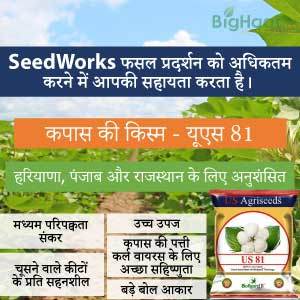 BigHaat
SeedWorks फसल प्रदर्शन को अधिकतम
करने में आपकी सहायता करता है।
कपास की किस्म - यूएस 81
हरियाणा, पंजाब और राजस्थान के लिए अनुशंसित
मध्यम परिपक्वता
संकर
उच्च उपज
चूसने वाले कीटों
के प्रति सहनशील
कपास की पत्ती
कर्ल वायरस के लिए
अच्छा सहिष्णुता
बड़े बोल आकार
US Agriseeds
US 81
Bollgard II